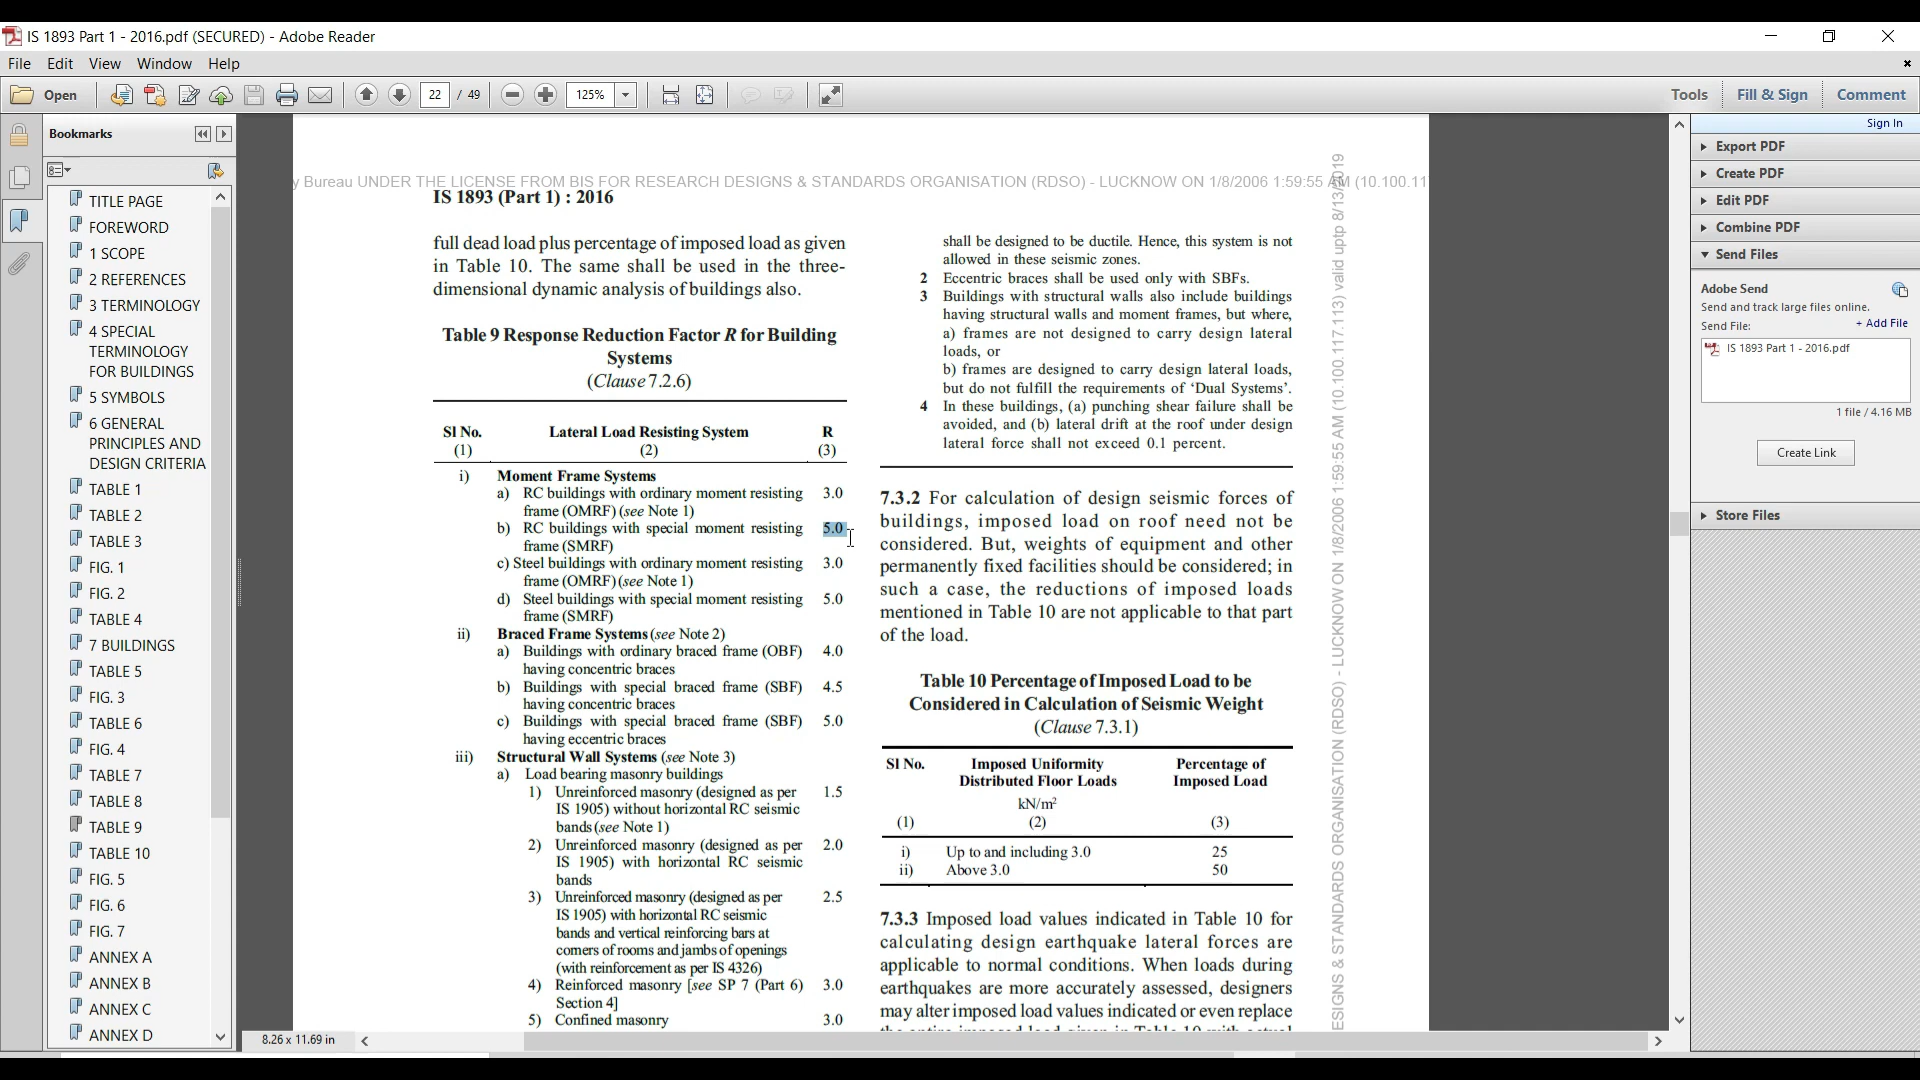 IS 1893 Part 1 - 2016.pdf (SECURED) - Adobe Reader
File Edit View Window Help
Open 22 / 49 125% Tools Fill & Sign Comment
Bookmarks
TITLE PAGE
FOREWORD
1 SCOPE
2 REFERENCES
3 TERMINOLOGY
4 SPECIAL
TERMINOLOGY
FOR BUILDINGS
5 SYMBOLS
6 GENERAL
PRINCIPLES AND
DESIGN CRITERIA
TABLE 1
TABLE 2
TABLE 3
FIG. 1
FIG. 2
TABLE 4
7 BUILDINGS
TABLE 5
FIG. 3
TABLE 6
FIG. 4
TABLE 7
TABLE 8
TABLE 9
TABLE 10
FIG. 5
FIG. 6
FIG. 7
ANNEX A
ANNEX B
ANNEX C
ANNEX D
y Bureau UNDER THE LICENSE FROM BIS FOR RESEARCH DESIGNS & STANDARDS ORGANISATION (RDSO) - LUCKNOW ON 1/8/2006 1:59:55 AM (10.100.11
IS 1893 (Part 1) : 2016
full dead load plus percentage of imposed load as given
in Table 10. The same shall be used in the three-
dimensional dynamic analysis of buildings also.
Table 9 Response Reduction Factor R for Building
Systems
(Clause 7.2.6)
Sl No. Lateral Load Resisting System R
(1) (2) (3)
i) Moment Frame Systems
a) RC buildings with ordinary moment resisting 3.0
frame (OMRF) (see Note 1)
b) RC buildings with special moment resisting 5.0
frame (SMRF)
c) Steel buildings with ordinary moment resisting 3.0
frame (OMRF) (see Note 1)
d) Steel buildings with special moment resisting 5.0
frame (SMRF)
ii) Braced Frame Systems (see Note 2)
a) Buildings with ordinary braced frame (OBF) 4.0
having concentric braces
b) Buildings with special braced frame (SBF) 4.5
having concentric braces
c) Buildings with special braced frame (SBF) 5.0
having eccentric braces
iii) Structural Wall Systems (see Note 3)
a) Load bearing masonry buildings
1) Unreinforced masonry (designed as per 1.5
IS 1905) without horizontal RC seismic
bands (see Note 1)
2) Unreinforced masonry (designed as per 2.0
IS 1905) with horizontal RC seismic
bands
3) Unreinforced masonry (designed as per 2.5
IS 1905) with horizontal RC seismic
bands and vertical reinforcing bars at
corners of rooms and jambs of openings
(with reinforcement as per IS 4326)
4) Reinforced masonry [see SP 7 (Part 6) 3.0
Section 4]
5) Confined masonry 3.0
shall be designed to be ductile. Hence, this system is not
allowed in these seismic zones.
2 Eccentric braces shall be used only with SBFs.
3 Buildings with structural walls also include buildings
having structural walls and moment frames, but where,
a) frames are not designed to carry design lateral
loads, or
b) frames are designed to carry design lateral loads,
but do not fulfill the requirements of ‘Dual Systems’.
4 In these buildings, (a) punching shear failure shall be
avoided, and (b) lateral drift at the roof under design
lateral force shall not exceed 0.1 percent.
7.3.2 For calculation of design seismic forces of
buildings, imposed load on roof need not be
considered. But, weights of equipment and other
permanently fixed facilities should be considered; in
such a case, the reductions of imposed loads
mentioned in Table 10 are not applicable to that part
of the load.
Table 10 Percentage of Imposed Load to be
Considered in Calculation of Seismic Weight
(Clause 7.3.1)
Sl No. Imposed Uniformity Percentage of
Distributed Floor Loads Imposed Load
kN/m²
(1) (2) (3)
i) Up to and including 3.0 25
ii) Above 3.0 50
7.3.3 Imposed load values indicated in Table 10 for
calculating design earthquake lateral forces are
applicable to normal conditions. When loads during
earthquakes are more accurately assessed, designers
may alter imposed load values indicated or even replace
ESIGNS & STANDARDS ORGANISATION (RDSO) - LUCKNOW ON 1/8/2006 1:59:55 AM (10.100.117.113) valid uptp 8/13/2019
8.26 x 11.69 in
Sign In
Export PDF
Create PDF
Edit PDF
Combine PDF
Send Files
Adobe Send
Send and track large files online.
Send File: + Add File
IS 1893 Part 1 - 2016.pdf
1 file / 4.16 MB
Create Link
Store Files